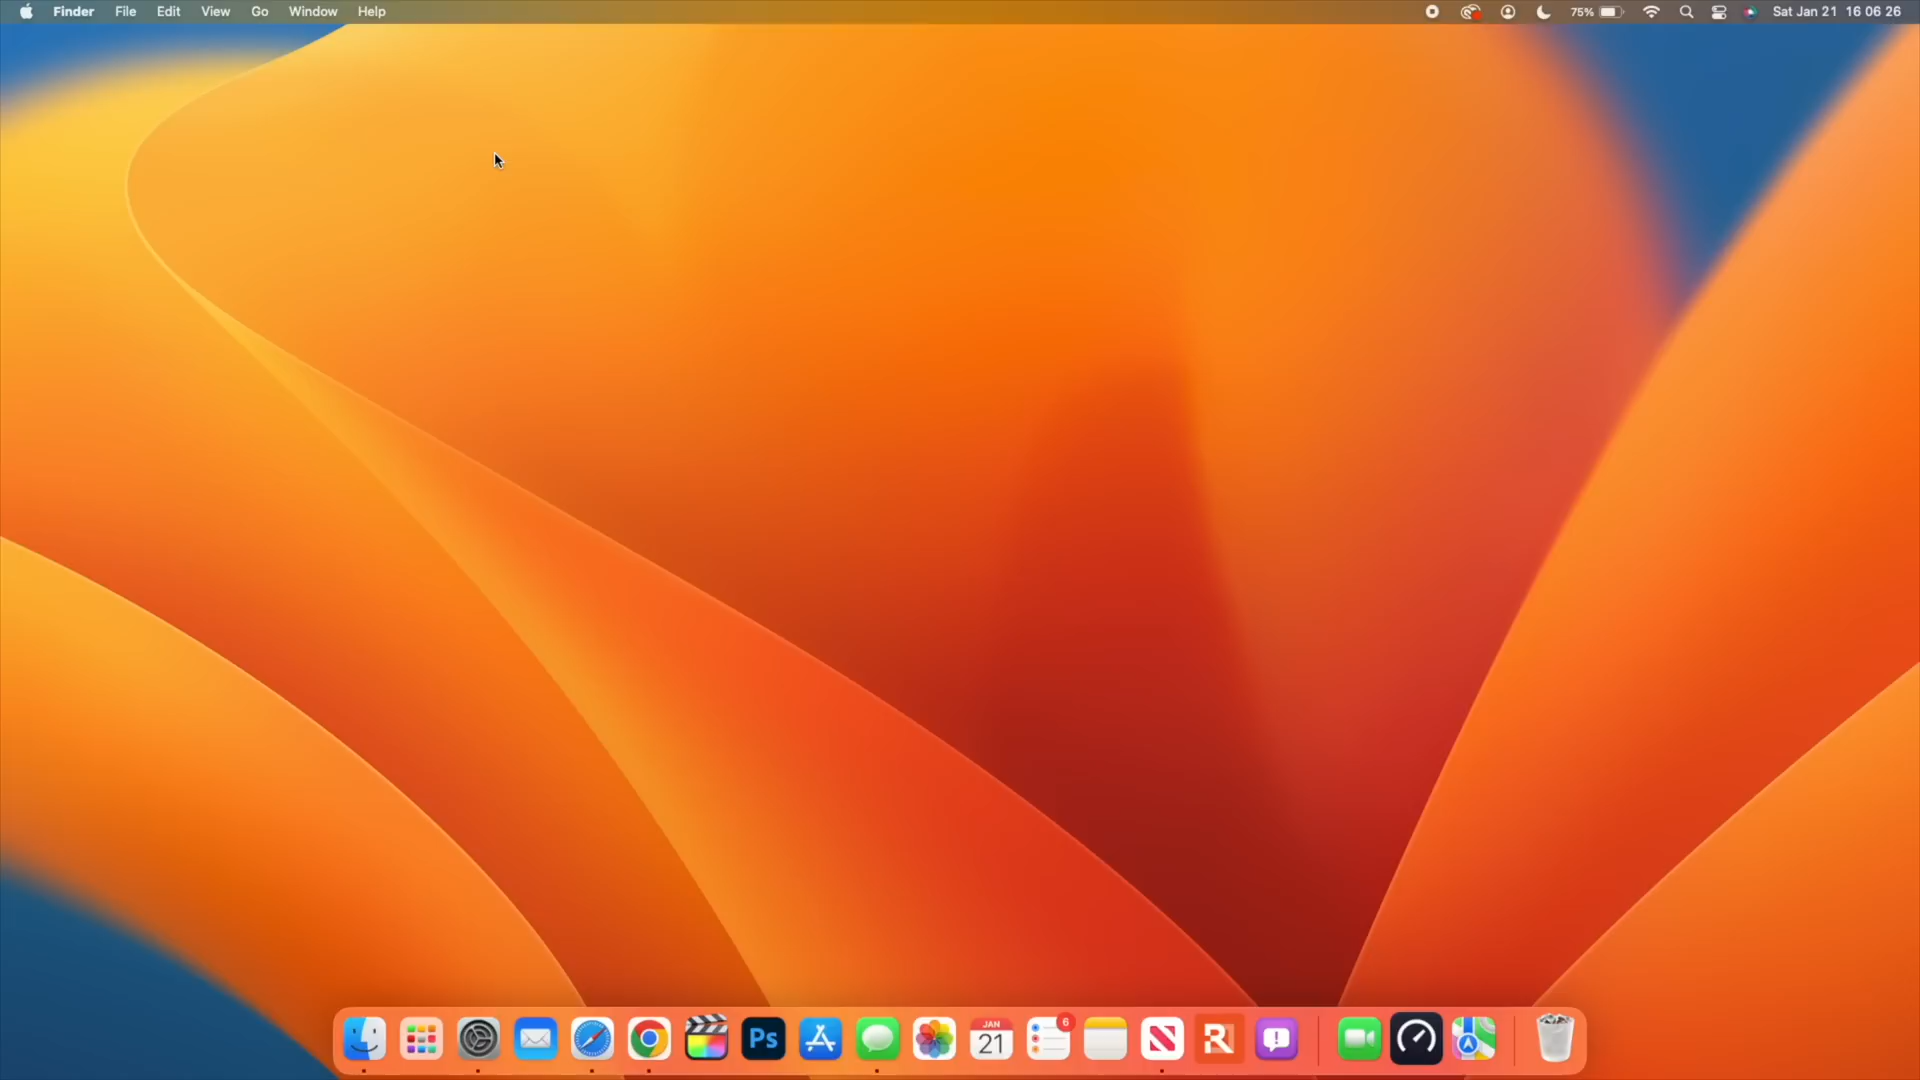 Finder File Edit View Go Window Help 75% Sat Jan 21 16 06 26
Ps
JAN
21
6